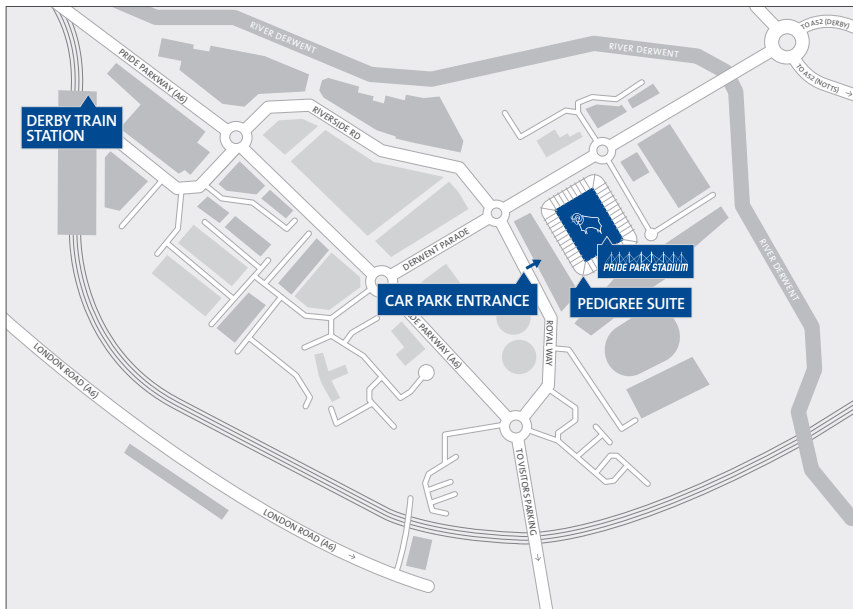 RIVER DERWENT
RIVER DERWENT
TO A52 (DERBY)
TO A52 (NOTTS)
PRIDE PARKWAY (A6)
DERBY TRAIN
STATION
RIVERSIDE RD
DERWENT PARADE
PRIDE PARK STADIUM
RIVER DERWENT
CAR PARK ENTRANCE
PEDIGREE SUITE
PRIDE PARKWAY (A6)
ROYAL WAY
LONDON ROAD (A6)
TO VISITORS PARKING
LONDON ROAD (A6)